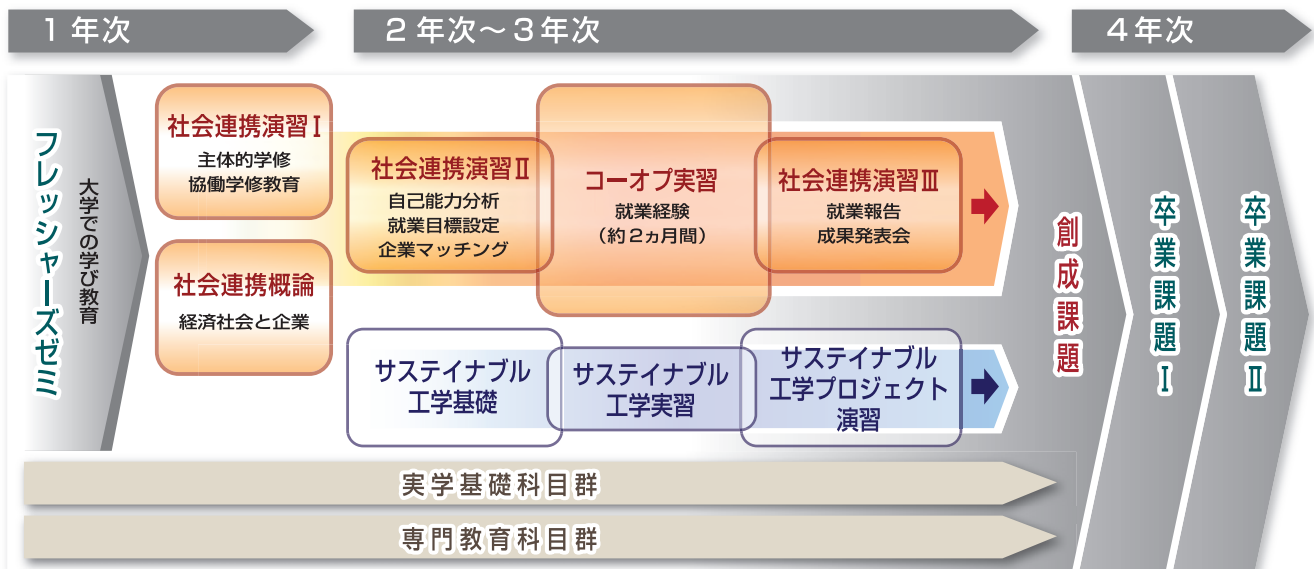 1年次
2年次～3年次
4年次
フレッシャーズゼミ
大学での学び教育
社会連携演習Ⅰ
主体的学修
協働学修教育
社会連携概論
経済社会と企業
社会連携演習Ⅱ
自己能力分析
就業目標設定
企業マッチング
コーオプ実習
就業経験
（約2ヵ月間）
社会連携演習Ⅲ
就業報告
成果発表会
サステイナブル
工学基礎
サステイナブル
工学実習
サステイナブル
工学プロジェクト
演習
創成課題
卒業課題Ⅰ
卒業課題Ⅱ
実学基礎科目群
専門教育科目群